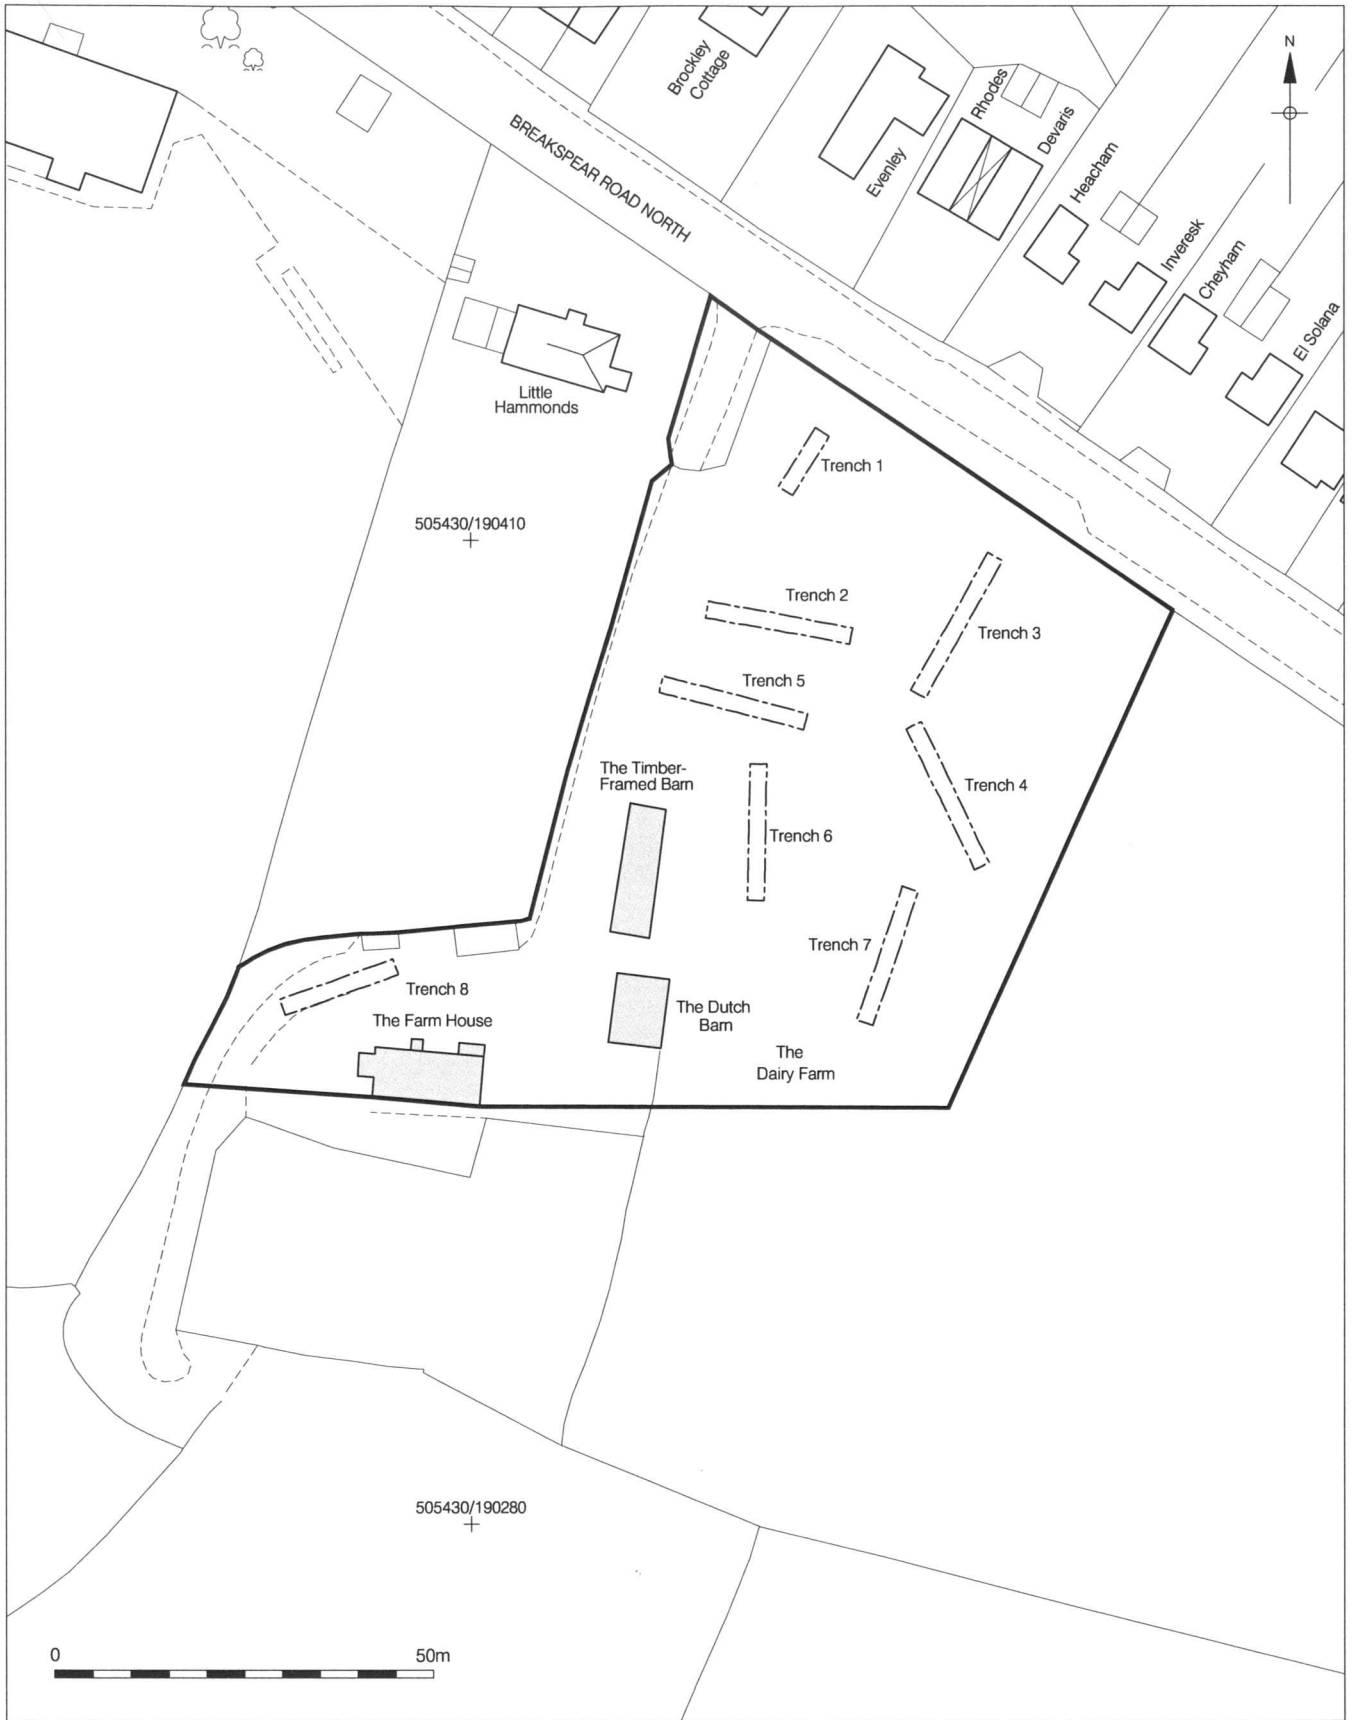 Brockley
Cottage
N
Rhodes
Devaris
BREAKSPEAR ROAD NORTH
Evenley
Heacham
Inveresk
Cheyham
El Solana
Little
Hammonds
Trench 1
505430/190410
Trench 2
Trench 3
Trench 5
The Timber-
Framed Barn
Trench 4
Trench 6
Trench 7
Trench 8
The Farm House
The Dutch
Barn
The
Dairy Farm
505430/190280
0
50m